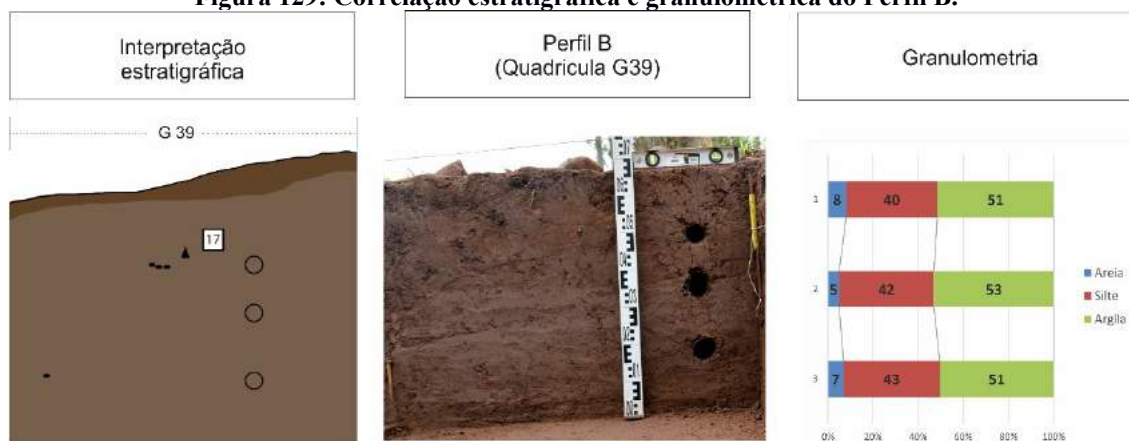 Figura 129: Correlação estratigráfica e granulométrica do Perfil B.
Interpretação
estratigráfica
Perfil B
(Quadricula G39)
Granulometria
G 39
17
1
8
40
51
2
5
42
53
3
7
43
51
Areia
Silte
Argila
0%
20%
40%
60%
80%
100%